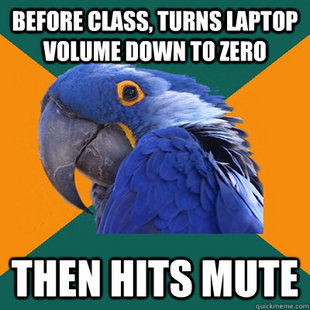 BEFORE CLASS, TURNS LAPTOP
VOLUME DOWN TO ZERO
THEN HITS MUTE
quickmeme.com